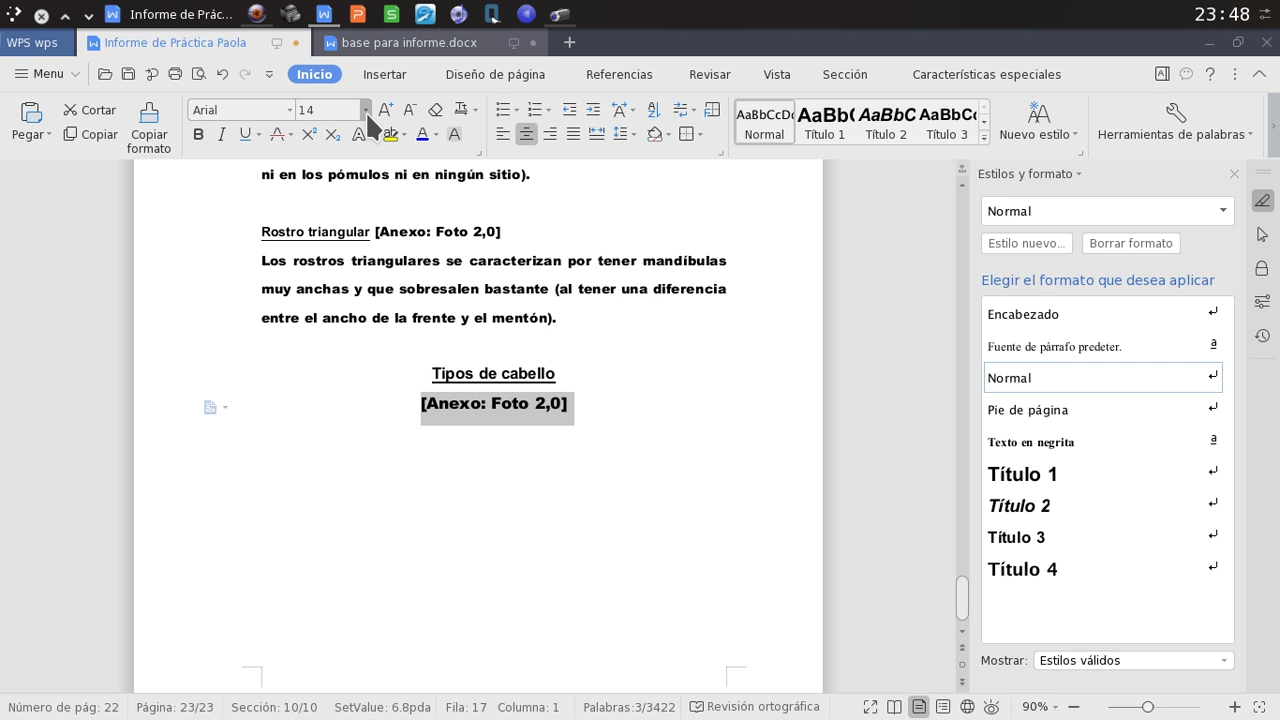 Informe de Prác...
23:48
WPS wps
Informe de Práctica Paola
base para informe.docx
Menu
Inicio
Insertar
Diseño de página
Referencias
Revisar
Vista
Sección
Características especiales
Pegar
Cortar
Copiar
Copiar
formato
Arial
14
AaBbCcDc
Normal
AaBb(
Título 1
AaBbC
Título 2
AaBbCc
Título 3
Nuevo estilo
Herramientas de palabras
ni en los pómulos ni en ningún sitio).
Rostro triangular [Anexo: Foto 2,0]
Los rostros triangulares se caracterizan por tener mandíbulas
muy anchas y que sobresalen bastante (al tener una diferencia
entre el ancho de la frente y el mentón).
Tipos de cabello
[Anexo: Foto 2,0]
Estilos y formato
Normal
Estilo nuevo...
Borrar formato
Elegir el formato que desea aplicar
Encabezado
Fuente de párrafo predeter.
Normal
Pie de página
Texto en negrita
Título 1
Título 2
Título 3
Título 4
Mostrar:
Estilos válidos
Número de pág: 22
Página: 23/23
Sección: 10/10
SetValue: 6.8pda
Fila: 17
Columna: 1
Palabras:3/3422
Revisión ortográfica
90%